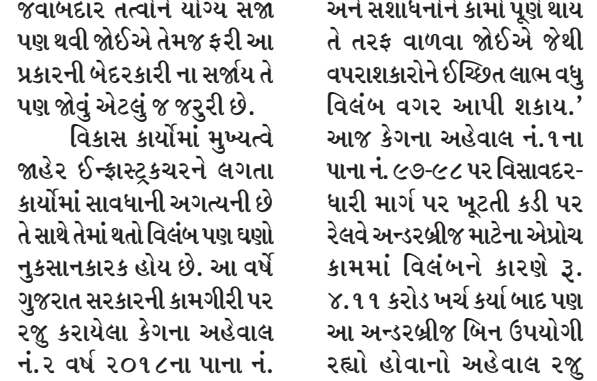 જવાબદાર તત્વોને યોગ્ય સજા
પણ થવી જોઈએ તેમજ ફરી આ
પ્રકારની બેદરકારી ના સર્જાય તે
પણ જોવું એટલું જ જરુરી છે.
વિકાસ કાર્યોમાં મુખ્યત્વે
જાહેર ઈન્ફ્રાસ્ટ્રકચરને લગતા
કાર્યોમાં સાવધાની અગત્યની છે
તે સાથે તેમાં થતો વિલંબ પણ ઘણો
નુકસાનકારક હોય છે. આ વર્ષે
ગુજરાત સરકારની કામગીરી પર
રજુ કરાયેલા કેગના અહેવાલ
નં.૨ વર્ષ ૨૦૧૮ના પાના નં.
અને સંશાધનોને કામો પૂર્ણ થાય
તે તરફ વાળવા જોઈએ જેથી
વપરાશકારોને ઈચ્છિત લાભ વધુ
વિલંબ વગર આપી શકાય.’
આજ કેગના અહેવાલ નં.૧ના
પાના નં. ૯૭-૯૮ પર વિસાવદર-
ધારી માર્ગ પર ખૂટતી કડી પર
રેલવે અન્ડરબ્રીજ માટેના એપ્રોચ
કામમાં વિલંબને કારણે રૂ.
૪.૧૧ કરોડ ખર્ચ કર્યા બાદ પણ
આ અન્ડરબ્રીજ બિન ઉપયોગી
રહ્યો હોવાનો અહેવાલ રજુ